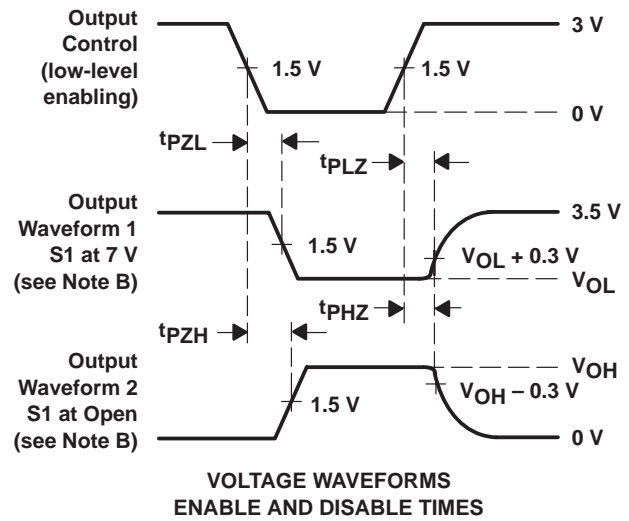 Output
Control
(low-level
enabling)
3 V
1.5 V
1.5 V
0 V
tPZL
tPLZ
Output
Waveform 1
S1 at 7 V
(see Note B)
3.5 V
1.5 V
VOL + 0.3 V
VOL
tPZH
tPHZ
Output
Waveform 2
S1 at Open
(see Note B)
VOH
1.5 V
VOH – 0.3 V
0 V
VOLTAGE WAVEFORMS
ENABLE AND DISABLE TIMES